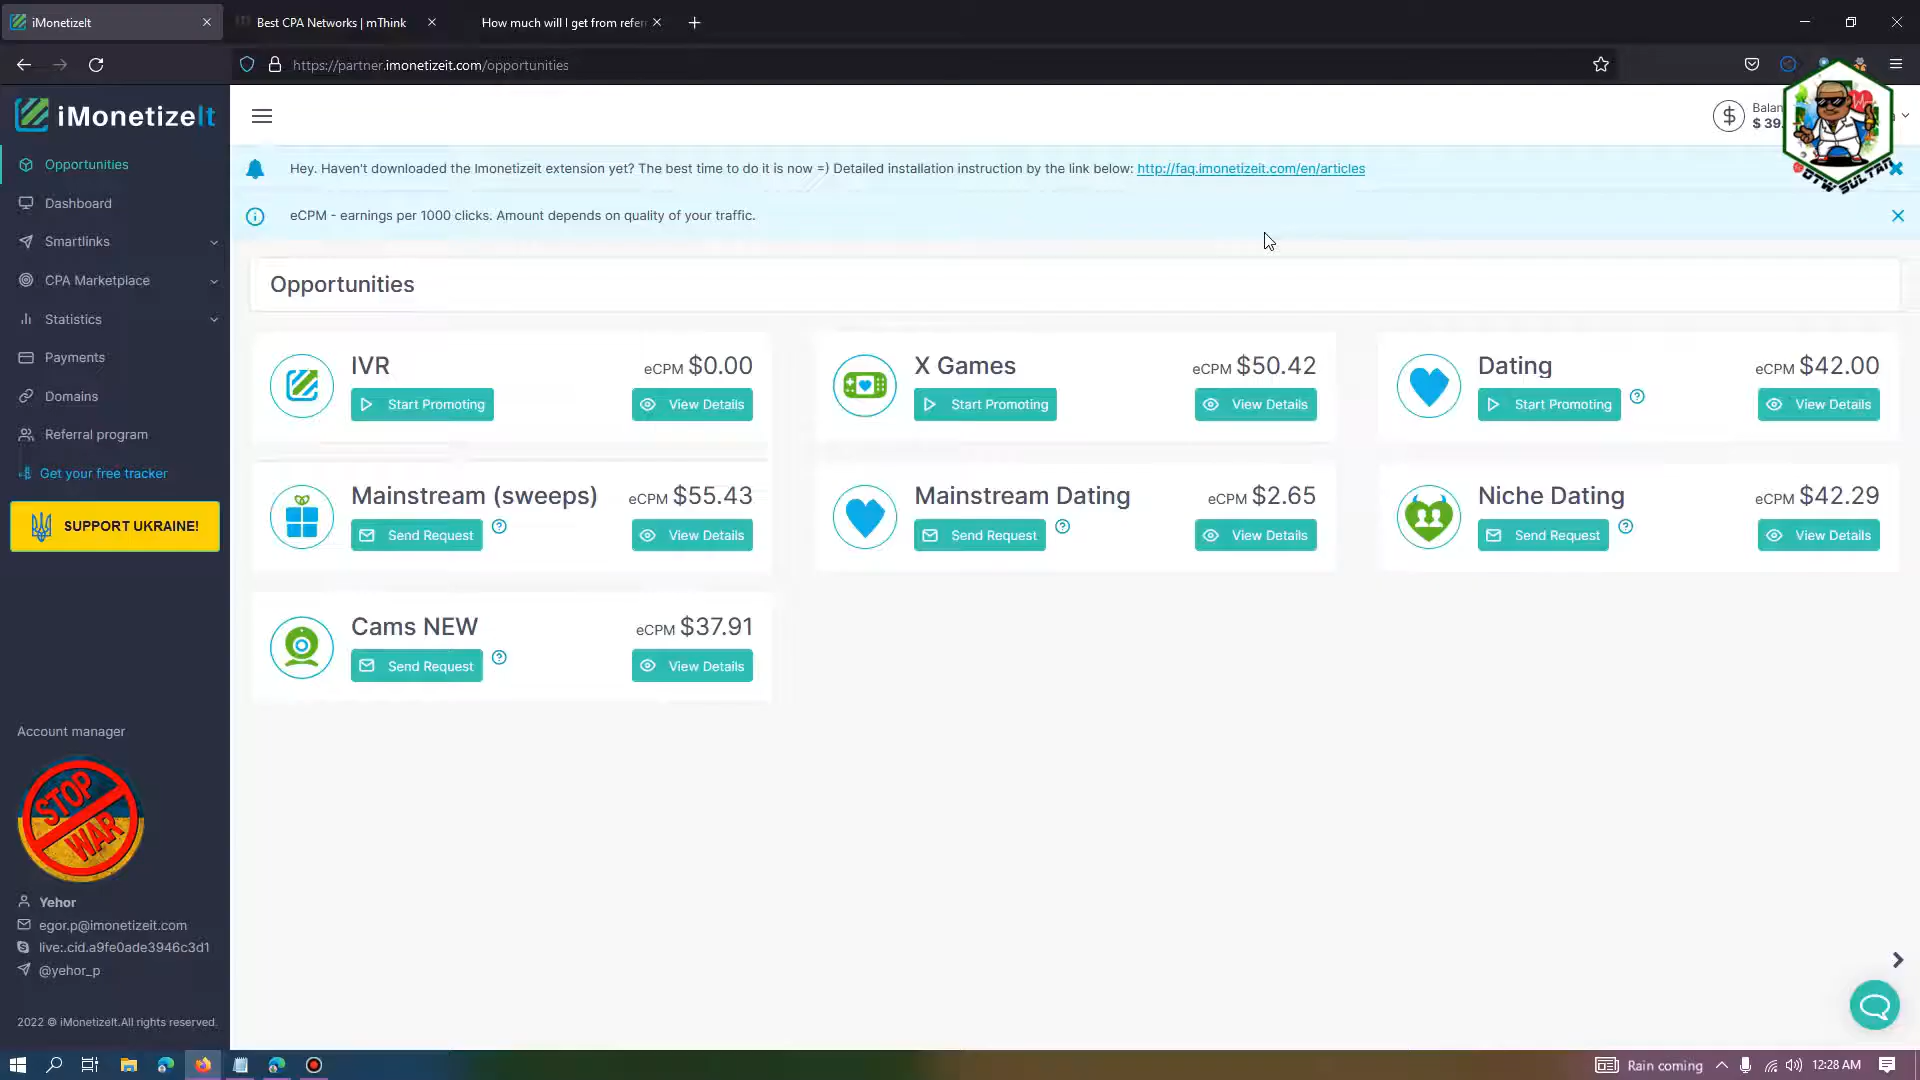 iMonetizeIt
Best CPA Networks | mThink
How much will I get from refer
https://partner.imonetizeit.com/opportunities
iMonetizeIt
Balan
$ 39.
DTW SULTAN
Hey. Haven't downloaded the Imonetizeit extension yet? The best time to do it is now =) Detailed installation instruction by the link below: http://faq.imonetizeit.com/en/articles
eCPM - earnings per 1000 clicks. Amount depends on quality of your traffic.
Opportunities
Dashboard
Smartlinks
CPA Marketplace
Statistics
Payments
Domains
Referral program
Get your free tracker
SUPPORT UKRAINE!
Opportunities
IVR
eCPM $0.00
Start Promoting
View Details
X Games
eCPM $50.42
Start Promoting
View Details
Dating
eCPM $42.00
Start Promoting
View Details
Mainstream (sweeps)
eCPM $55.43
Send Request
View Details
Mainstream Dating
eCPM $2.65
Send Request
View Details
Niche Dating
eCPM $42.29
Send Request
View Details
Cams NEW
eCPM $37.91
Send Request
View Details
Account manager
STOP
WAR
Yehor
egor.p@imonetizeit.com
live:.cid.a9fe0ade3946c3d1
@yehor_p
2022 © iMonetizeIt.All rights reserved.
Rain coming
12:28 AM